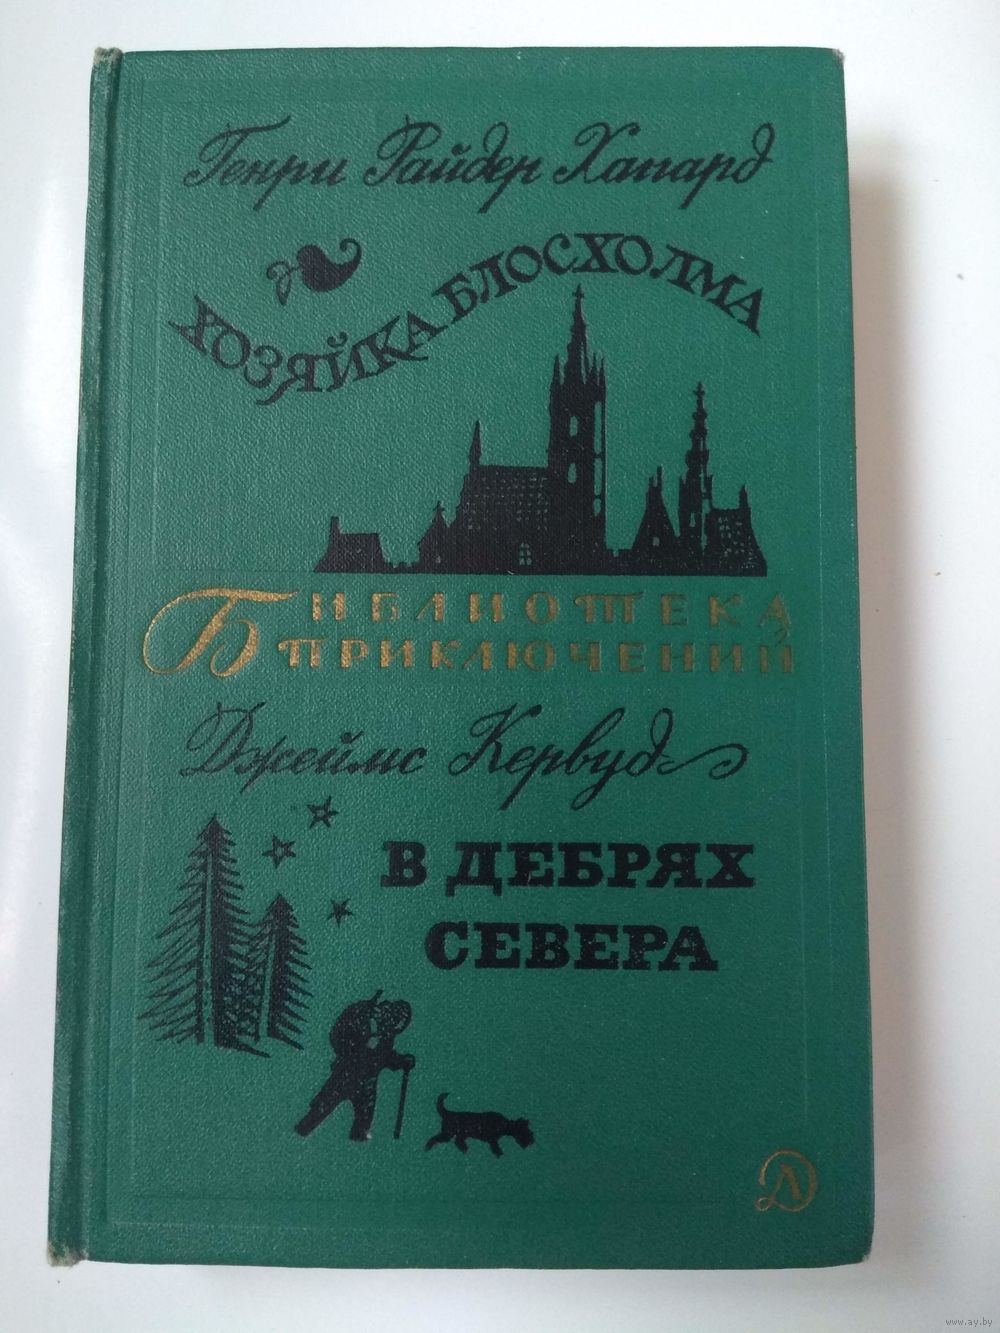 Генри Райдер Хаггард
ХОЗЯЙКА БЛОСХОЛМА
БИБЛИОТЕКА
ПРИКЛЮЧЕНИЙ
Джеймс Кервуд
В ДЕБРЯХ
СЕВЕРА
ДЛ
www.ay.by